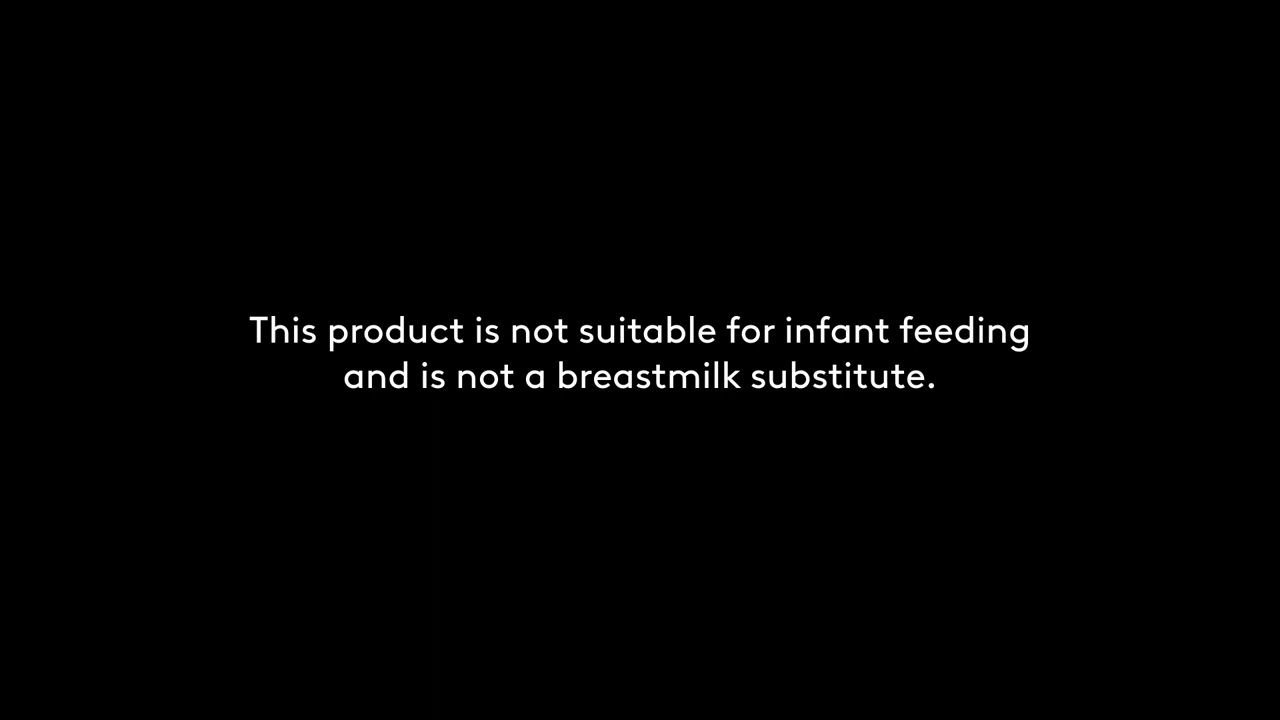 This product is not suitable for infant feeding
and is not a breastmilk substitute.